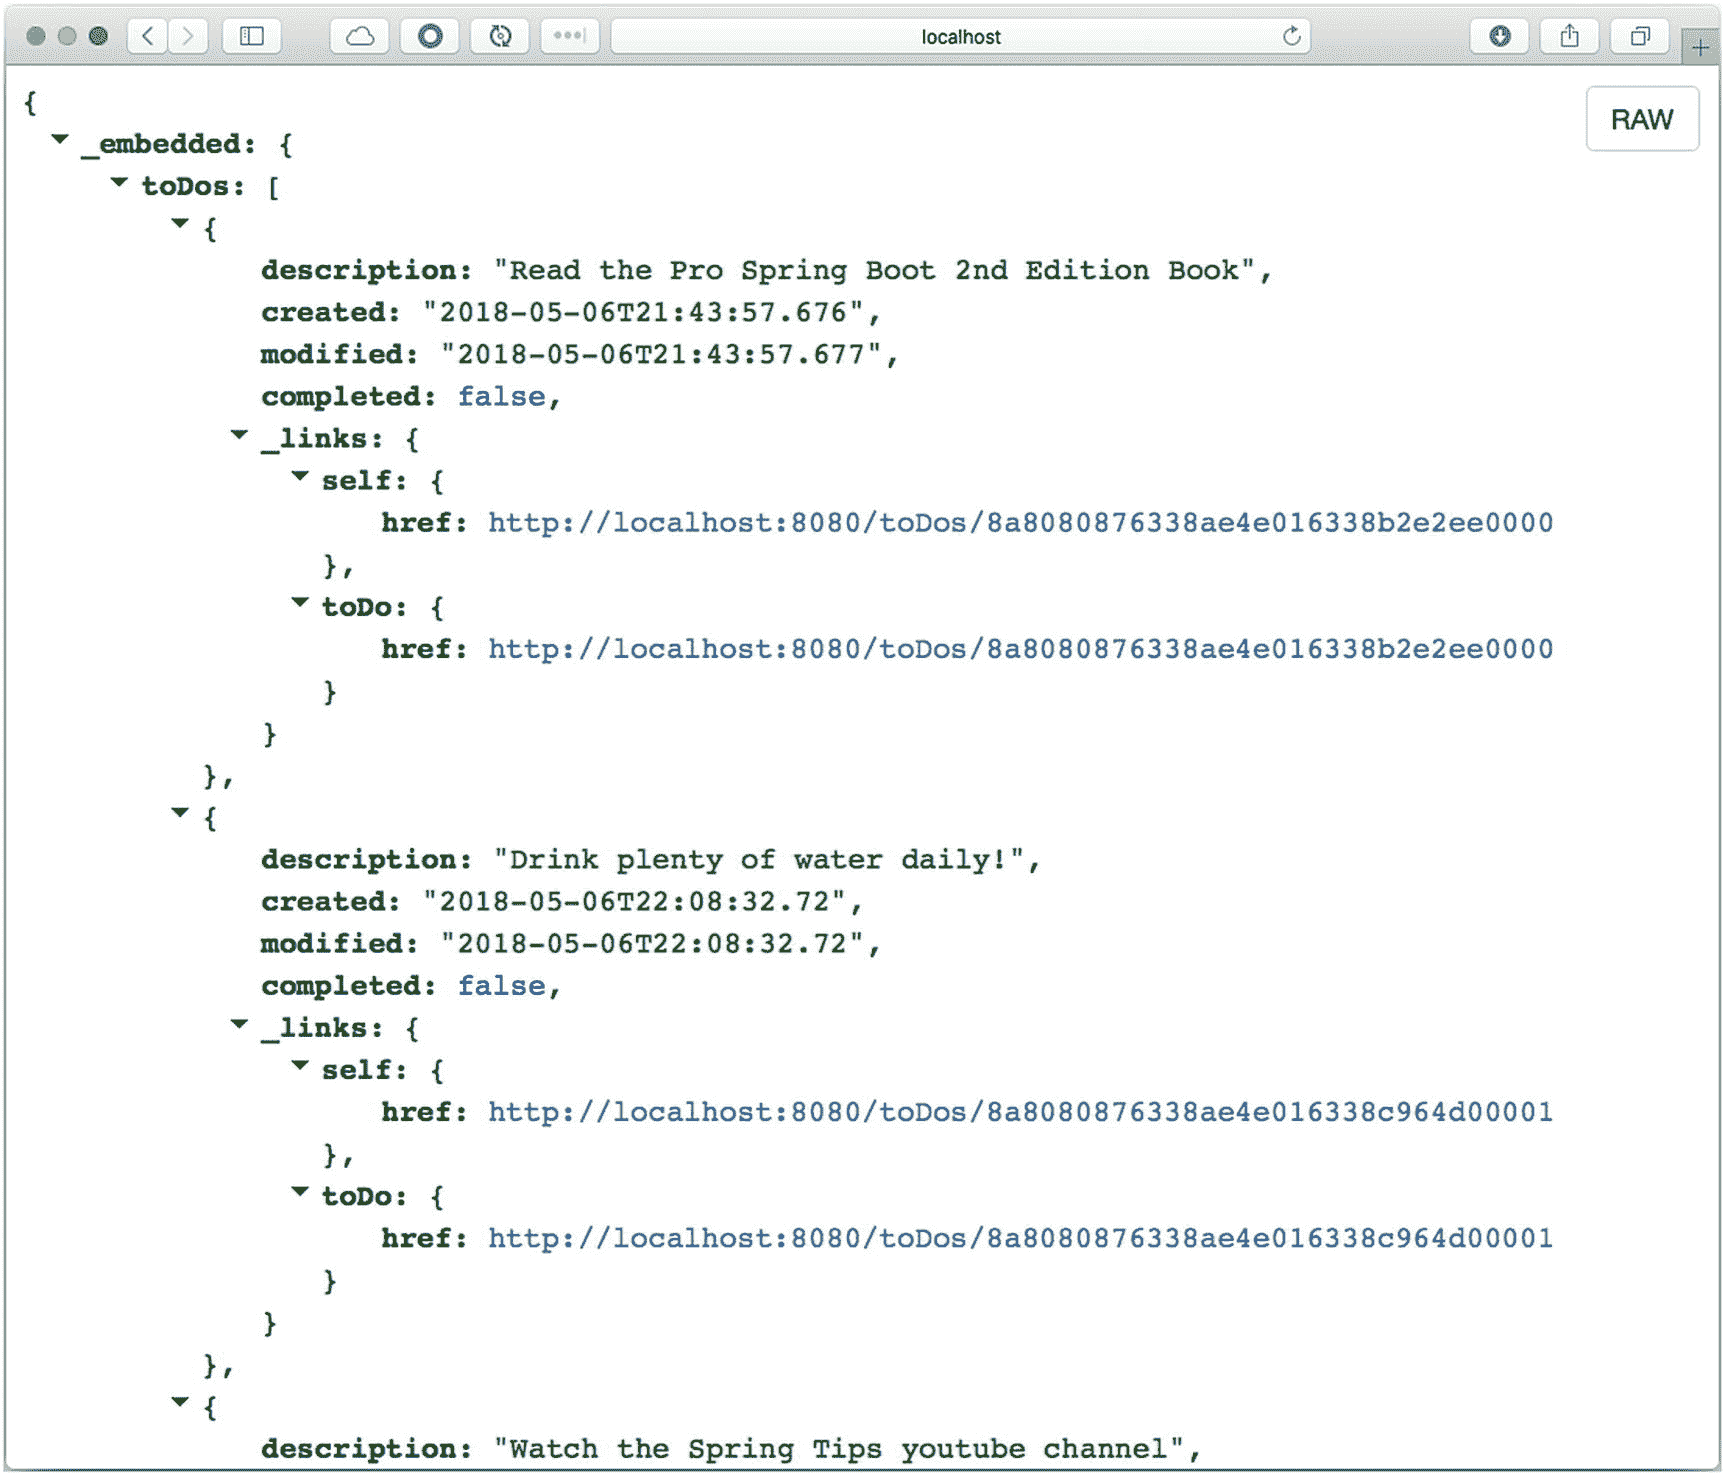 localhost
RAW
{
_embedded: {
toDos: [
{
description: "Read the Pro Spring Boot 2nd Edition Book",
created: "2018-05-06T21:43:57.676",
modified: "2018-05-06T21:43:57.677",
completed: false,
_links: {
self: {
href: http://localhost:8080/toDos/8a8080876338ae4e016338b2e2ee0000
},
toDo: {
href: http://localhost:8080/toDos/8a8080876338ae4e016338b2e2ee0000
}
}
},
{
description: "Drink plenty of water daily!",
created: "2018-05-06T22:08:32.72",
modified: "2018-05-06T22:08:32.72",
completed: false,
_links: {
self: {
href: http://localhost:8080/toDos/8a8080876338ae4e016338c964d00001
},
toDo: {
href: http://localhost:8080/toDos/8a8080876338ae4e016338c964d00001
}
}
},
{
description: "Watch the Spring Tips youtube channel",